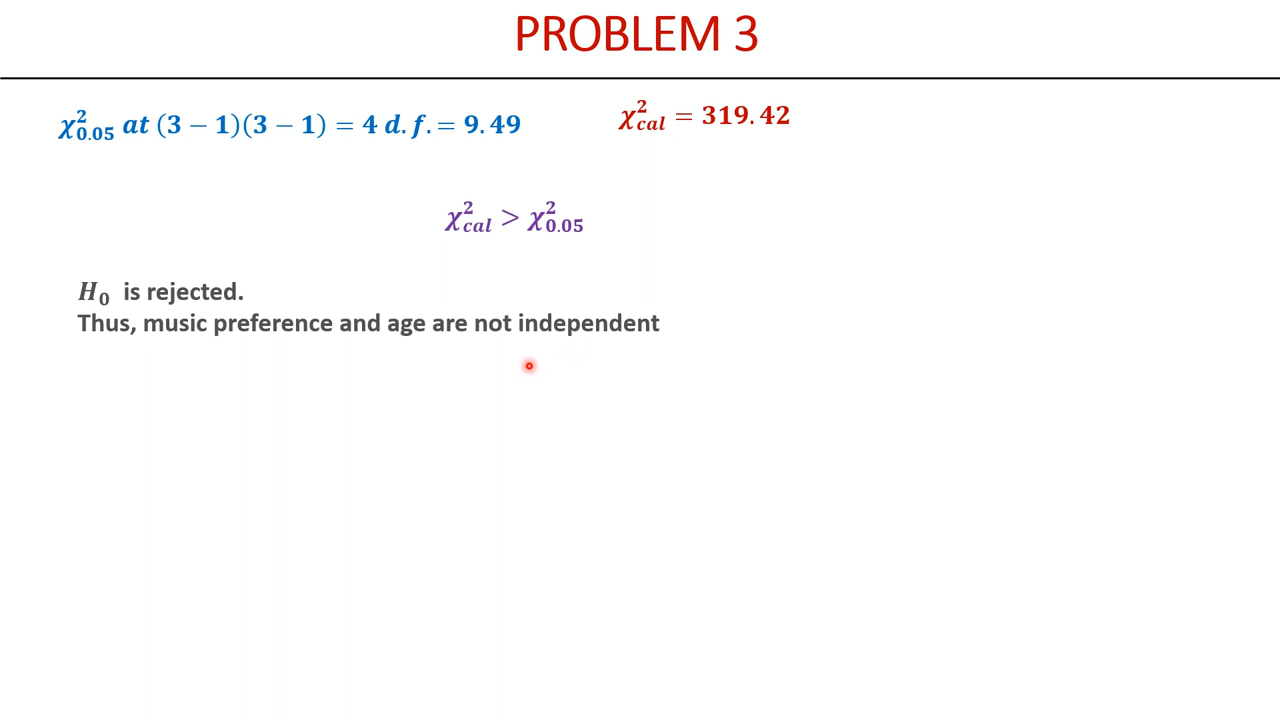 PROBLEM 3
χ²₀.₀₅ at (3 − 1)(3 − 1) = 4 d.f. = 9.49
χ²cal = 319.42
χ²cal > χ²₀.₀₅
H₀ is rejected.
Thus, music preference and age are not independent